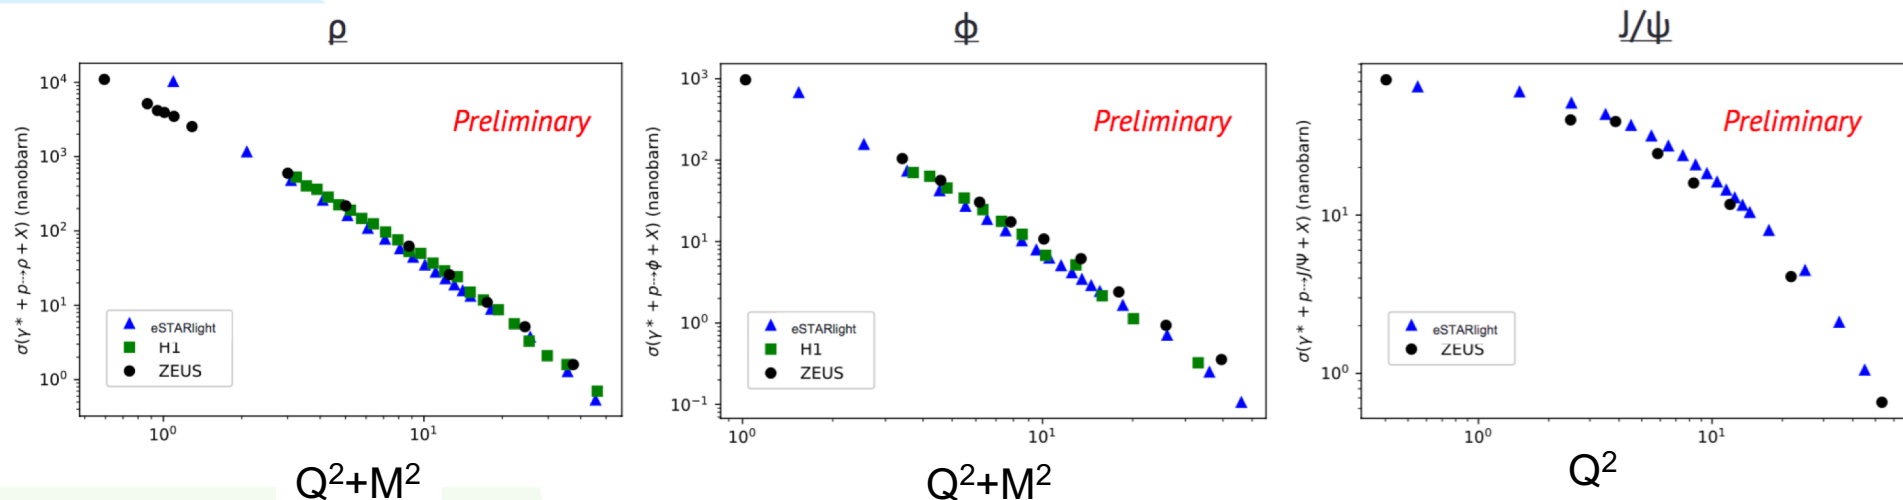 ρ
σ(γ* + p→ρ + X) (nanobarn)
10⁴
10³
10²
10¹
10⁰
Preliminary
eSTARlight
H1
ZEUS
10⁰ 10¹
Q²+M²
ϕ
σ(γ* + p→ϕ + X) (nanobarn)
10³
10²
10¹
10⁰
10⁻¹
Preliminary
eSTARlight
H1
ZEUS
10⁰ 10¹
Q²+M²
J/ψ
σ(γ* + p→J/Ψ + X) (nanobarn)
10¹
10⁰
Preliminary
eSTARlight
ZEUS
10⁰ 10¹
Q²